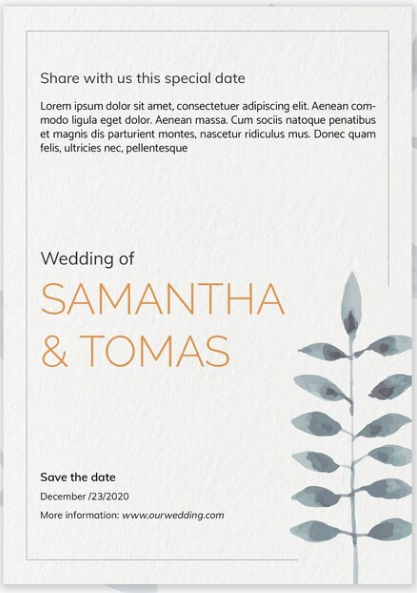 Share with us this special date
Lorem ipsum dolor sit amet, consectetuer adipiscing elit. Aenean com-
modo ligula eget dolor. Aenean massa. Cum sociis natoque penatibus
et magnis dis parturient montes, nascetur ridiculus mus. Donec quam
felis, ultricies nec, pellentesque
Wedding of
SAMANTHA
& TOMAS
Save the date
December /23/2020
More information: www.ourwedding.com